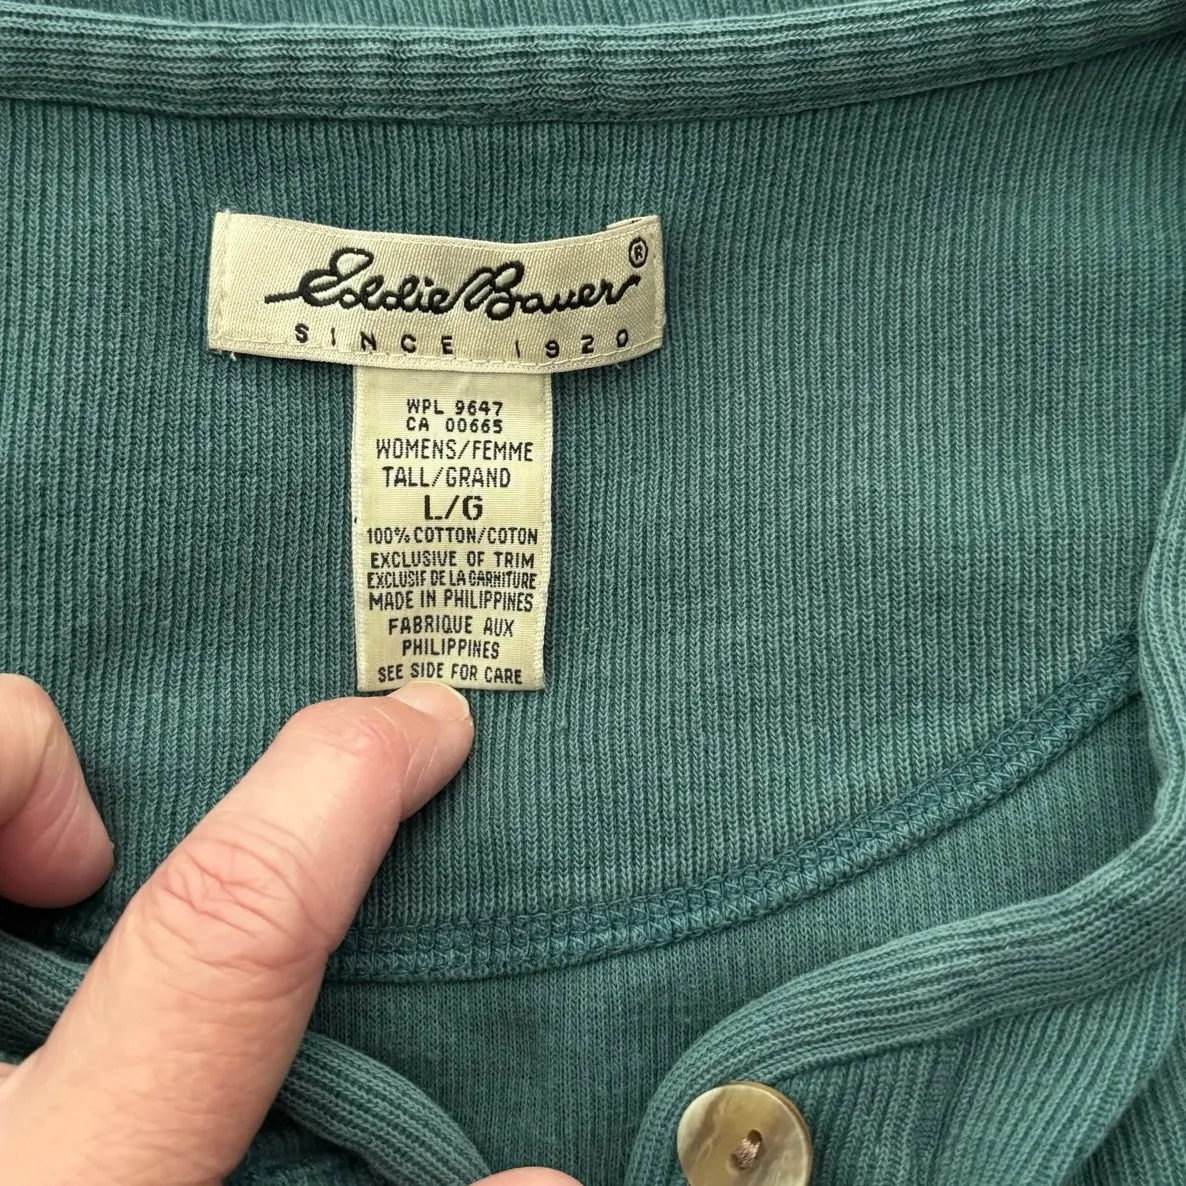 Eddie Bauer®
SINCE 1920
WPL 9647
CA 00665
WOMENS/FEMME
TALL/GRAND
L/G
100% COTTON/COTON
EXCLUSIVE OF TRIM
EXCLUSIF DE LA GARNITURE
MADE IN PHILIPPINES
FABRIQUE AUX
PHILIPPINES
SEE SIDE FOR CARE